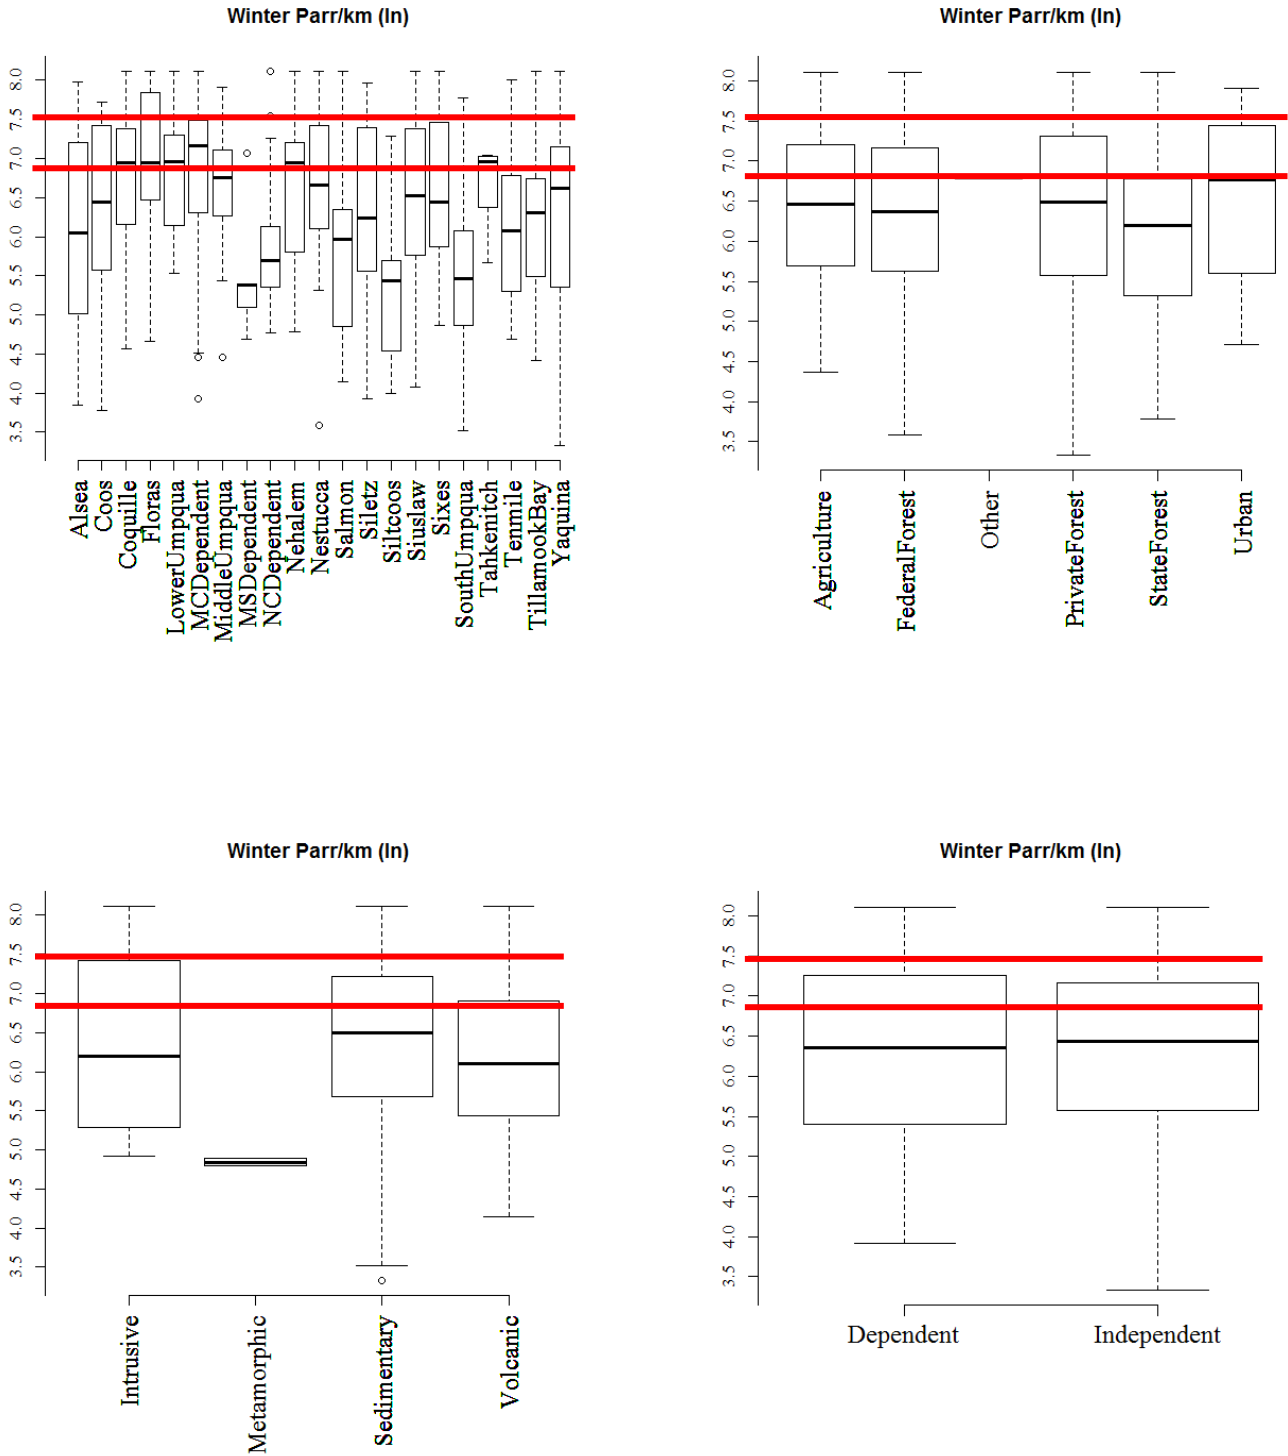 Winter Parr/km (ln)
8.0
7.5
7.0
6.5
6.0
5.5
5.0
4.5
4.0
3.5
Alsea
Coos
Coquille
Floras
LowerUmpqua
MCDependent
MiddleUmpqua
MSDependent
NCDependent
Nehalem
Nestucca
Salmon
Siletz
Siltcoos
Siuslaw
Sixes
SouthUmpqua
Tahkenitch
Tenmile
TillamookBay
Yaquina
Winter Parr/km (ln)
8.0
7.5
7.0
6.5
6.0
5.5
5.0
4.5
4.0
3.5
Agriculture
FederalForest
Other
PrivateForest
StateForest
Urban
Winter Parr/km (ln)
8.0
7.5
7.0
6.5
6.0
5.5
5.0
4.5
4.0
3.5
Intrusive
Metamorphic
Sedimentary
Volcanic
Winter Parr/km (ln)
8.0
7.5
7.0
6.5
6.0
5.5
5.0
4.5
4.0
3.5
Dependent
Independent